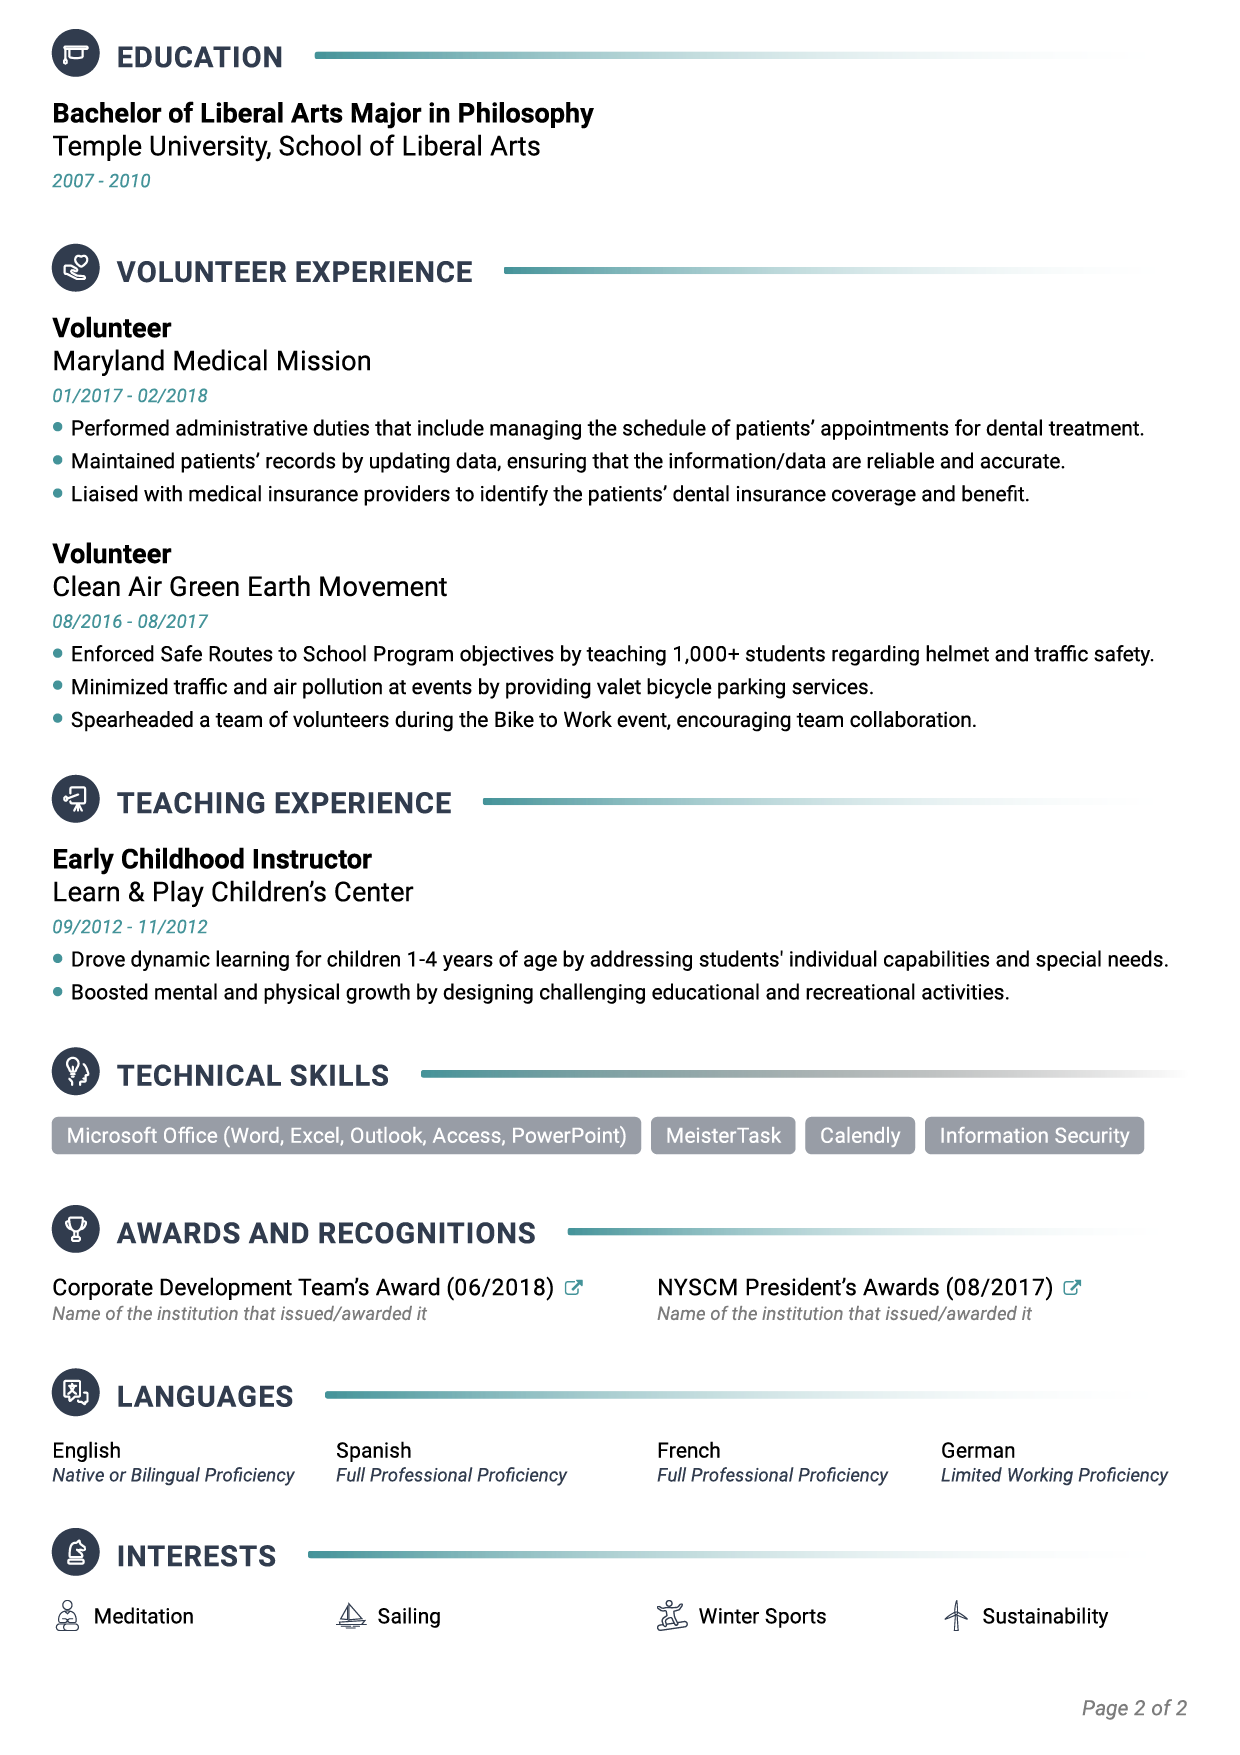 EDUCATION
Bachelor of Liberal Arts Major in Philosophy
Temple University, School of Liberal Arts
2007 - 2010
VOLUNTEER EXPERIENCE
Volunteer
Maryland Medical Mission
01/2017 - 02/2018
• Performed administrative duties that include managing the schedule of patients’ appointments for dental treatment.
• Maintained patients’ records by updating data, ensuring that the information/data are reliable and accurate.
• Liaised with medical insurance providers to identify the patients’ dental insurance coverage and benefit.
Volunteer
Clean Air Green Earth Movement
08/2016 - 08/2017
• Enforced Safe Routes to School Program objectives by teaching 1,000+ students regarding helmet and traffic safety.
• Minimized traffic and air pollution at events by providing valet bicycle parking services.
• Spearheaded a team of volunteers during the Bike to Work event, encouraging team collaboration.
TEACHING EXPERIENCE
Early Childhood Instructor
Learn & Play Children’s Center
09/2012 - 11/2012
• Drove dynamic learning for children 1-4 years of age by addressing students' individual capabilities and special needs.
• Boosted mental and physical growth by designing challenging educational and recreational activities.
TECHNICAL SKILLS
Microsoft Office (Word, Excel, Outlook, Access, PowerPoint) MeisterTask Calendly Information Security
AWARDS AND RECOGNITIONS
Corporate Development Team’s Award (06/2018) NYSCM President’s Awards (08/2017)
Name of the institution that issued/awarded it Name of the institution that issued/awarded it
LANGUAGES
English Spanish French German
Native or Bilingual Proficiency Full Professional Proficiency Full Professional Proficiency Limited Working Proficiency
INTERESTS
Meditation Sailing Winter Sports Sustainability
Page 2 of 2